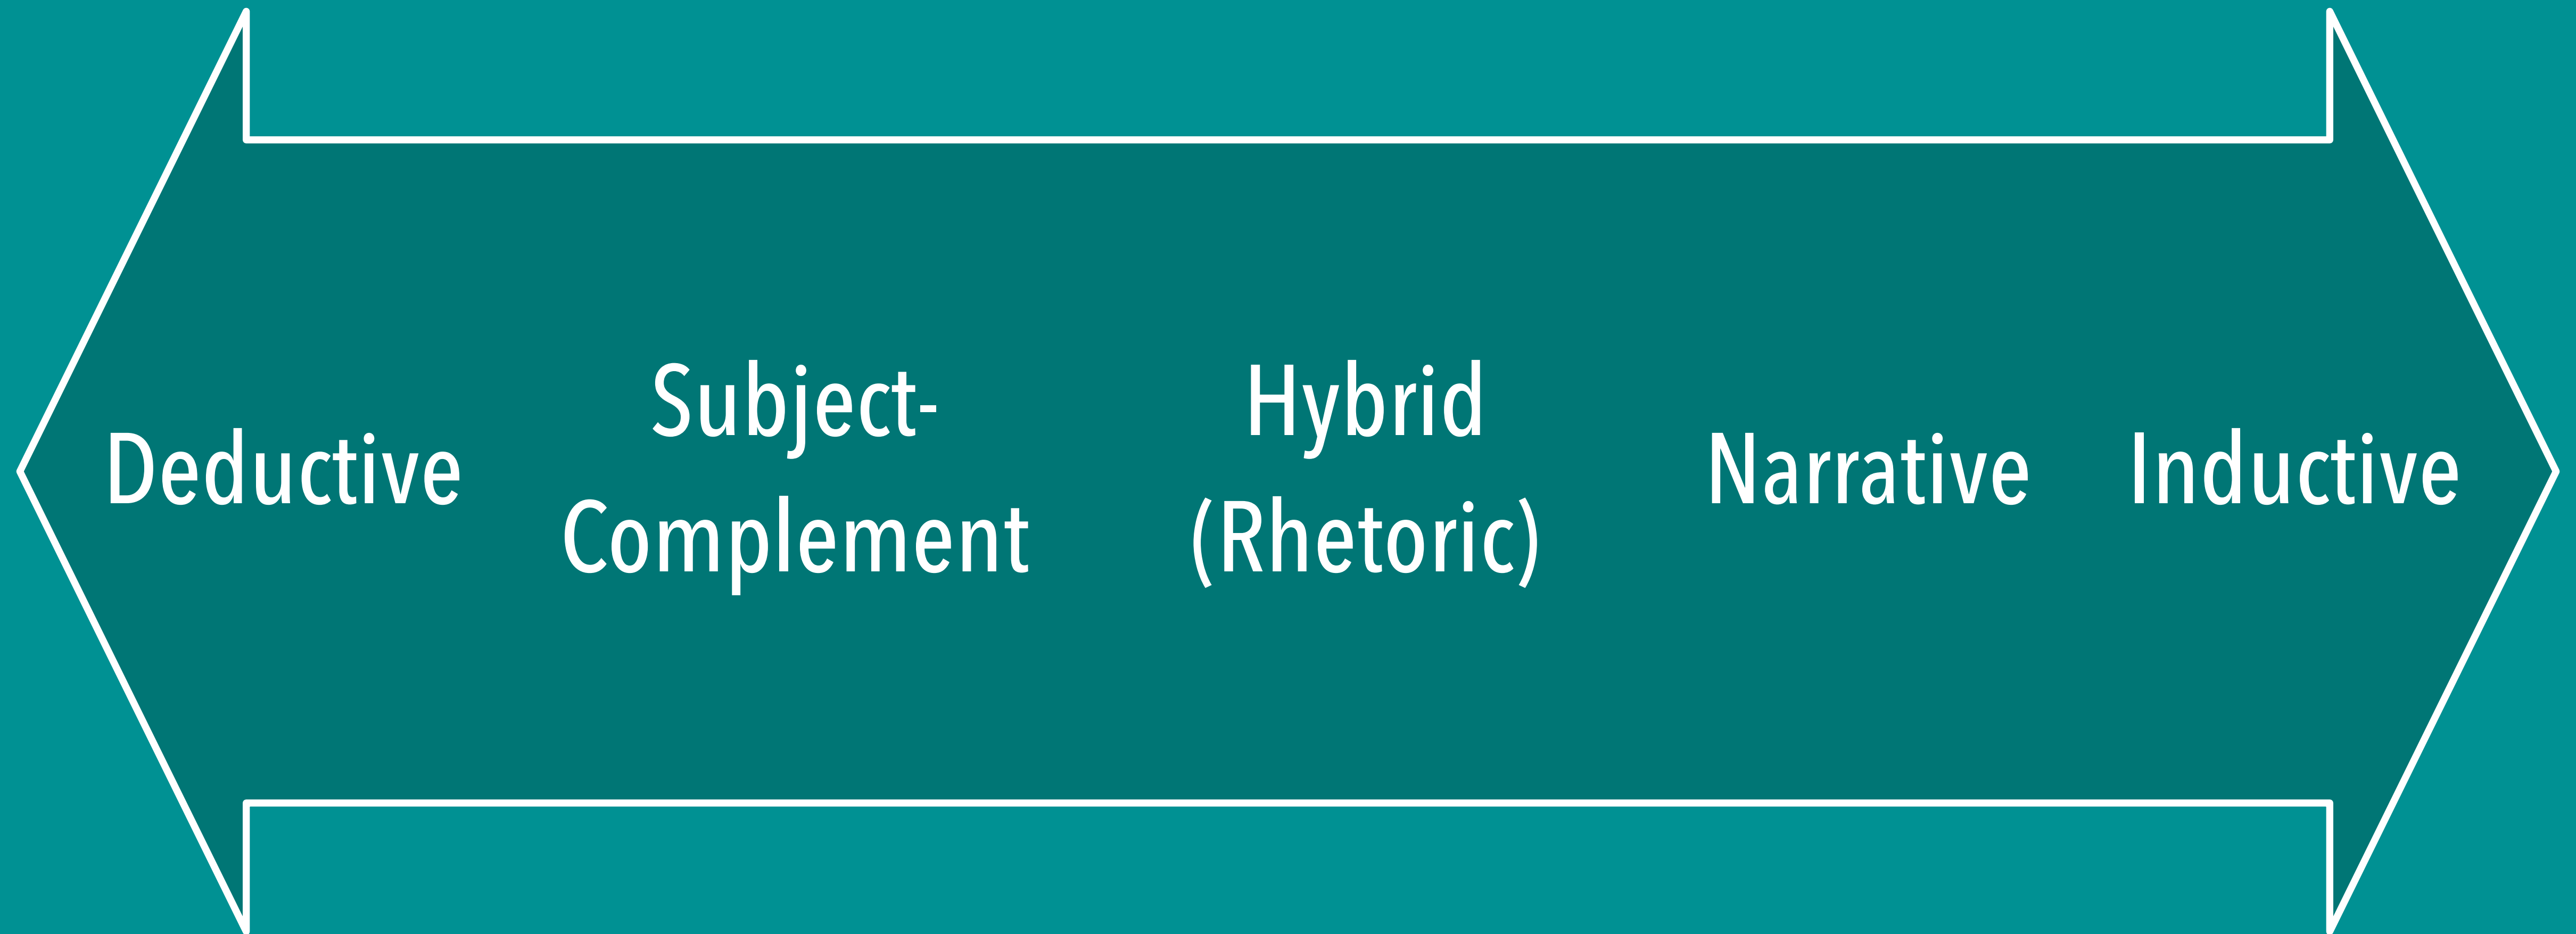 Deductive
Subject-
Complement
Hybrid
(Rhetoric)
Narrative
Inductive